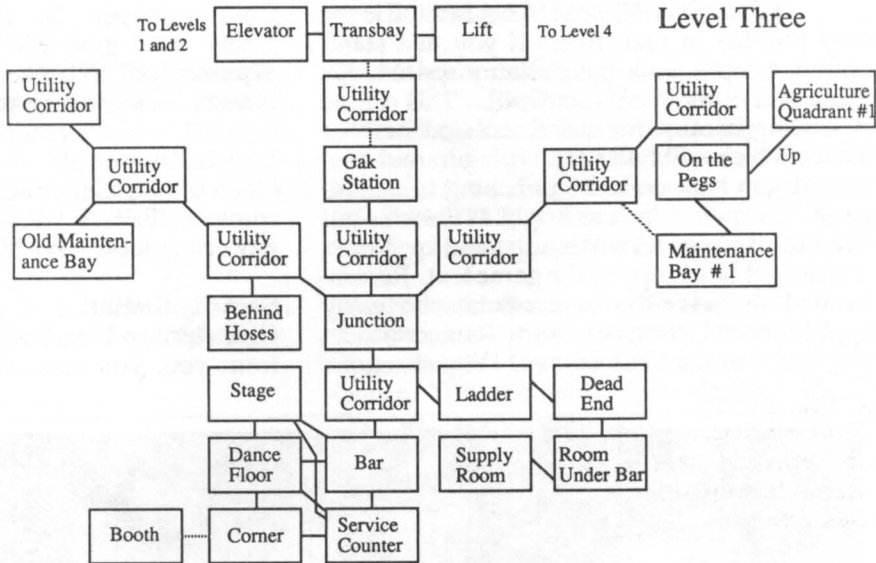 Level Three
To Levels
1 and 2
Elevator
Transbay
Lift
To Level 4
Utility
Corridor
Utility
Corridor
Utility
Corridor
Agriculture
Quadrant #1
Utility
Corridor
Gak
Station
Utility
Corridor
On the
Pegs
Up
Old Mainten-
ance Bay
Utility
Corridor
Utility
Corridor
Utility
Corridor
Maintenance
Bay # 1
Behind
Hoses
Junction
Stage
Utility
Corridor
Ladder
Dead
End
Dance
Floor
Bar
Supply
Room
Room
Under Bar
Booth
Corner
Service
Counter